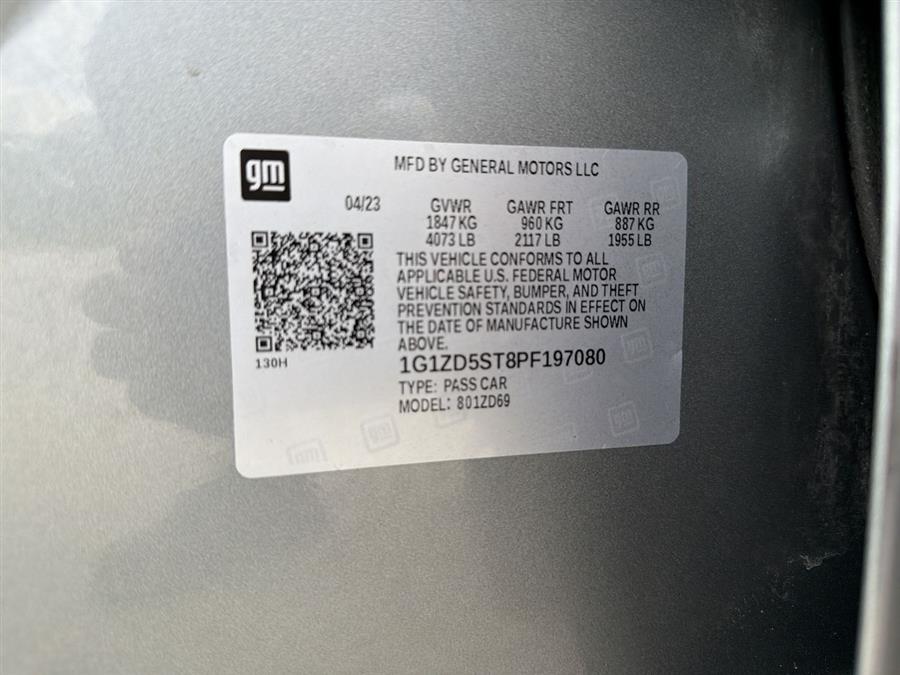 gm
MFD BY GENERAL MOTORS LLC
04/23 GVWR GAWR FRT GAWR RR
1847 KG 960 KG 887 KG
4073 LB 2117 LB 1955 LB
THIS VEHICLE CONFORMS TO ALL
APPLICABLE U.S. FEDERAL MOTOR
VEHICLE SAFETY, BUMPER, AND THEFT
PREVENTION STANDARDS IN EFFECT ON
THE DATE OF MANUFACTURE SHOWN
ABOVE.
130H
1G1ZD5ST8PF197080
TYPE: PASS CAR
MODEL: 801ZD69